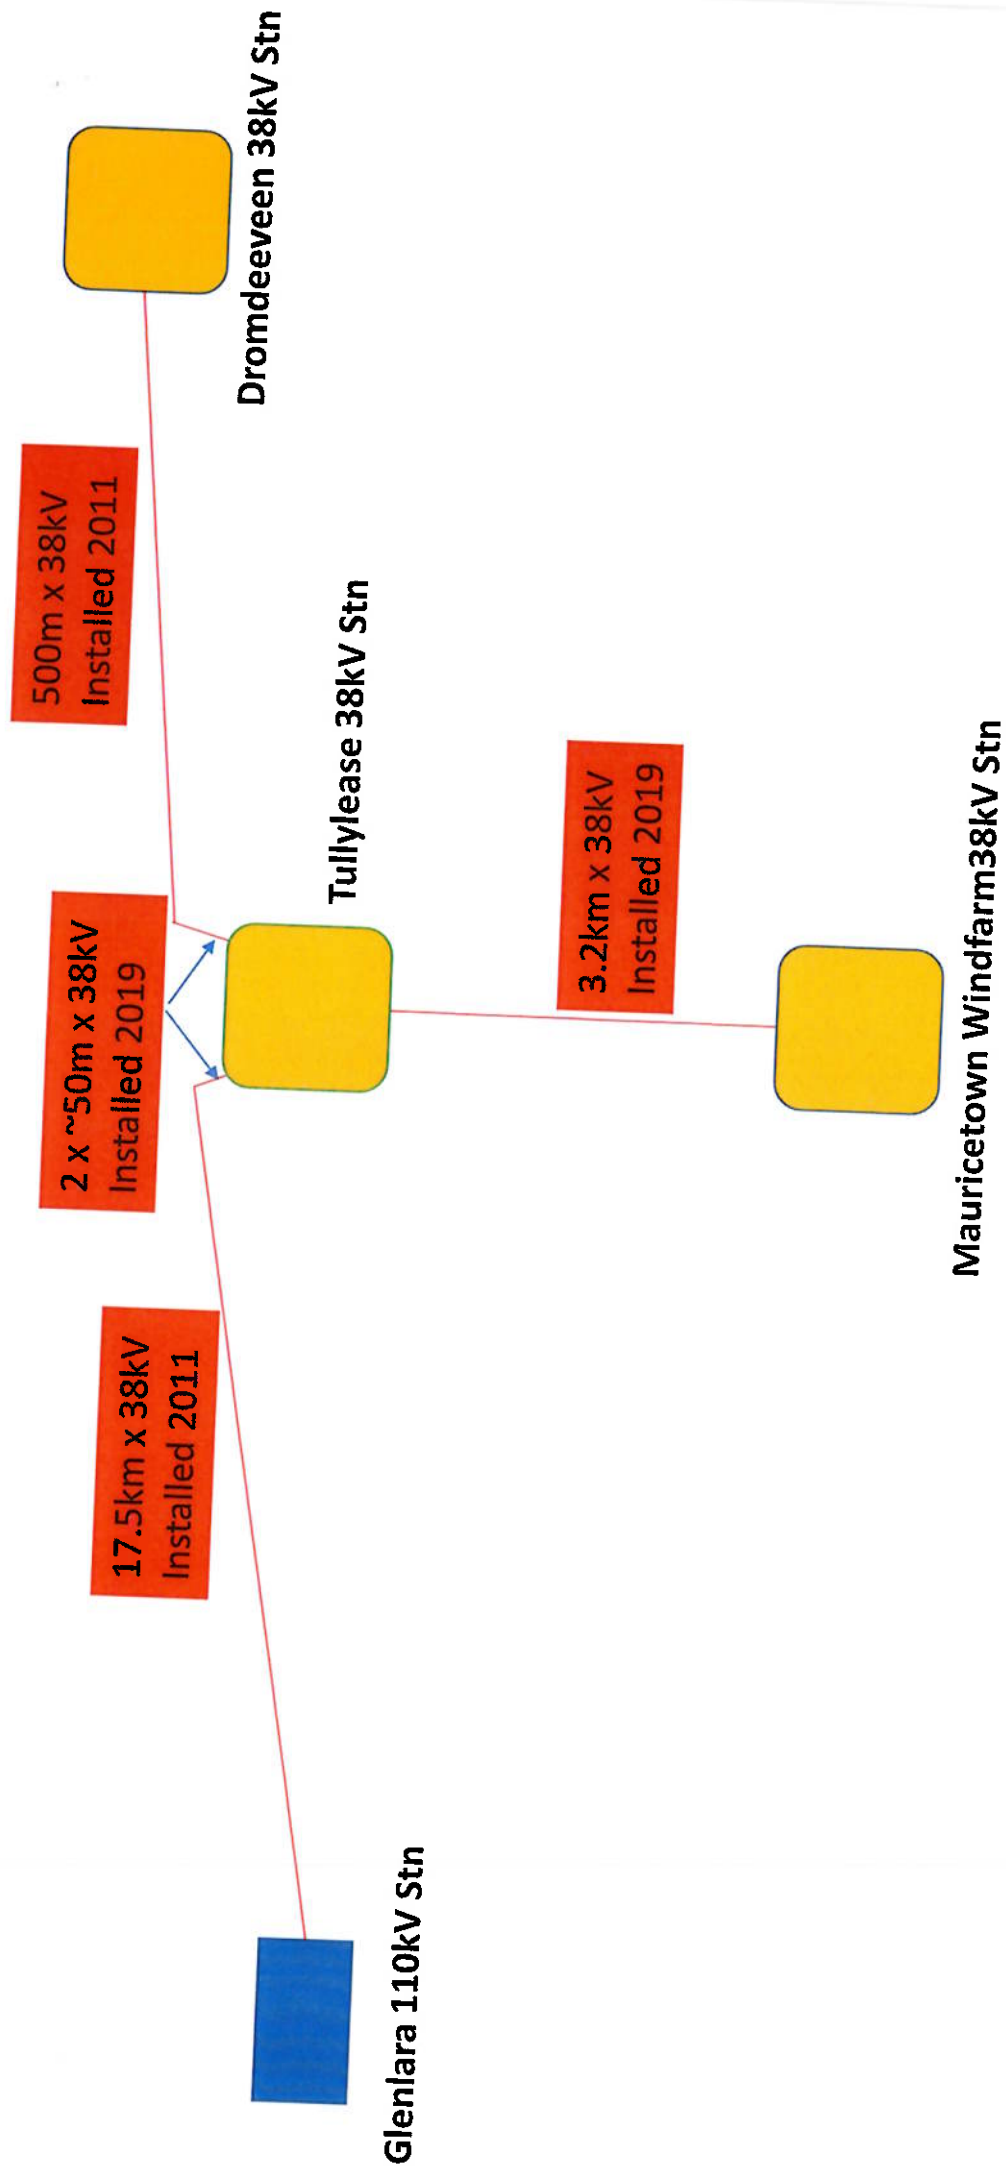 17.5km x 38kV
Installed 2011
2 x ~50m x 38kV
Installed 2019
500m x 38kV
Installed 2011
Glenlara 110kV Stn
Tullylease 38kV Stn
Dromdeeveen 38kV Stn
3.2km x 38kV
Installed 2019
Mauricetown Windfarm38kV Stn